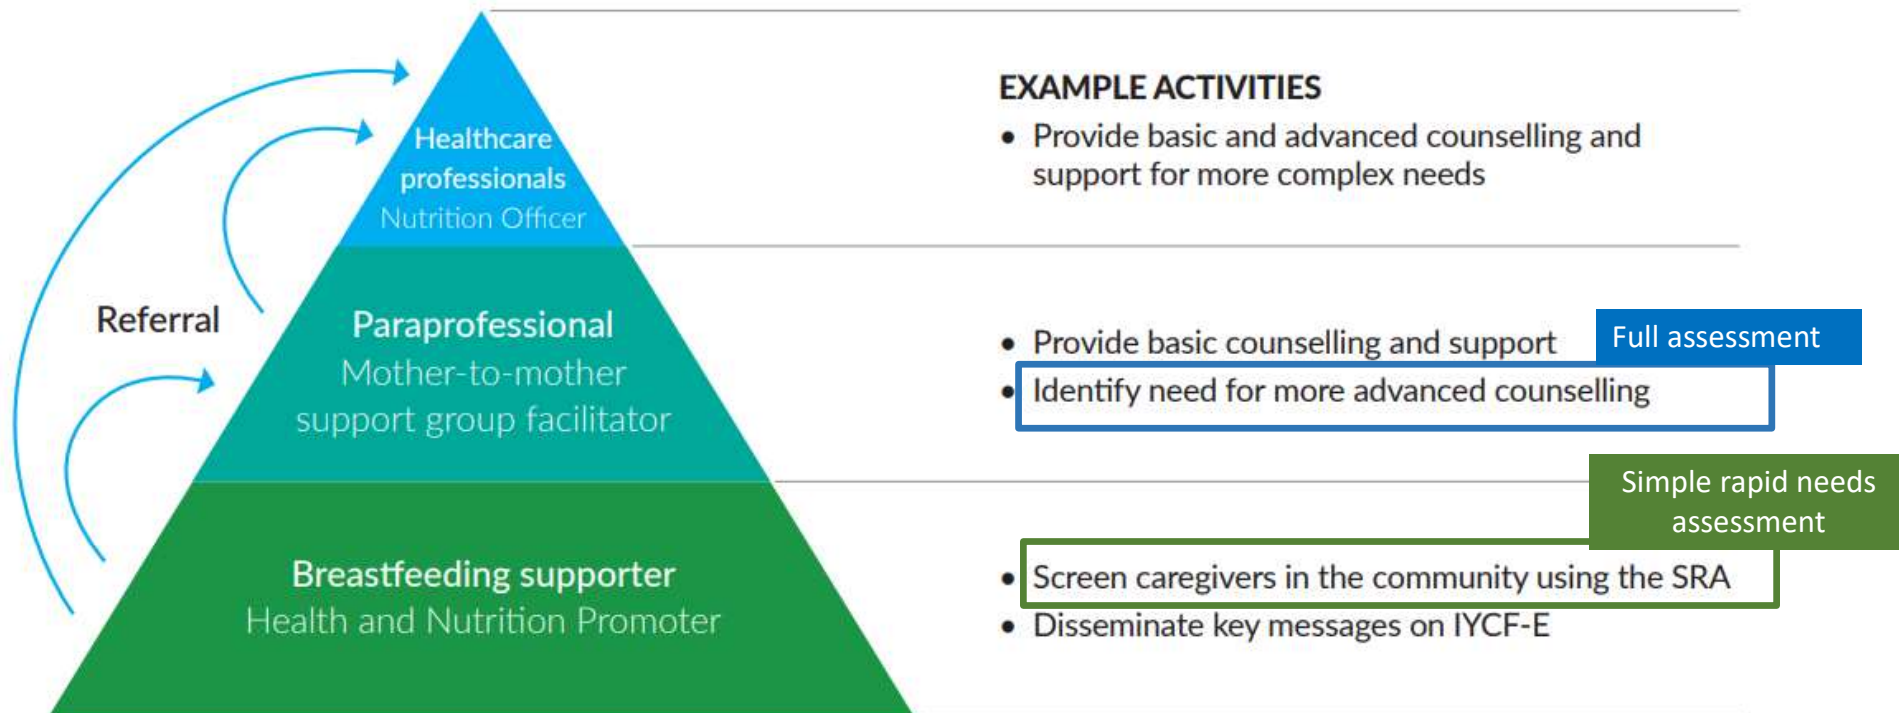 EXAMPLE ACTIVITIES
• Provide basic and advanced counselling and
support for more complex needs
Healthcare
professionals
Nutrition Officer
Referral
Paraprofessional
Mother-to-mother
support group facilitator
Full assessment
• Provide basic counselling and support
• Identify need for more advanced counselling
Simple rapid needs
assessment
Breastfeeding supporter
Health and Nutrition Promoter
• Screen caregivers in the community using the SRA
• Disseminate key messages on IYCF-E